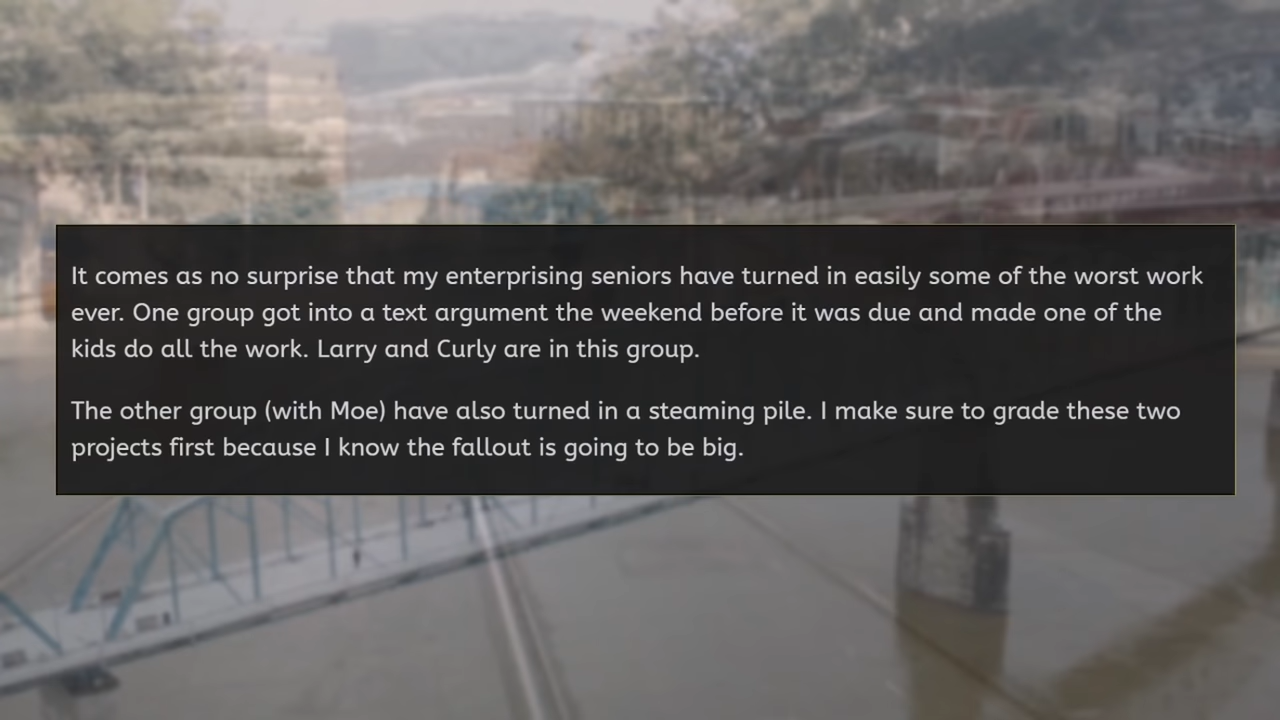 It comes as no surprise that my enterprising seniors have turned in easily some of the worst work
ever. One group got into a text argument the weekend before it was due and made one of the
kids do all the work. Larry and Curly are in this group.
The other group (with Moe) have also turned in a steaming pile. I make sure to grade these two
projects first because I know the fallout is going to be big.